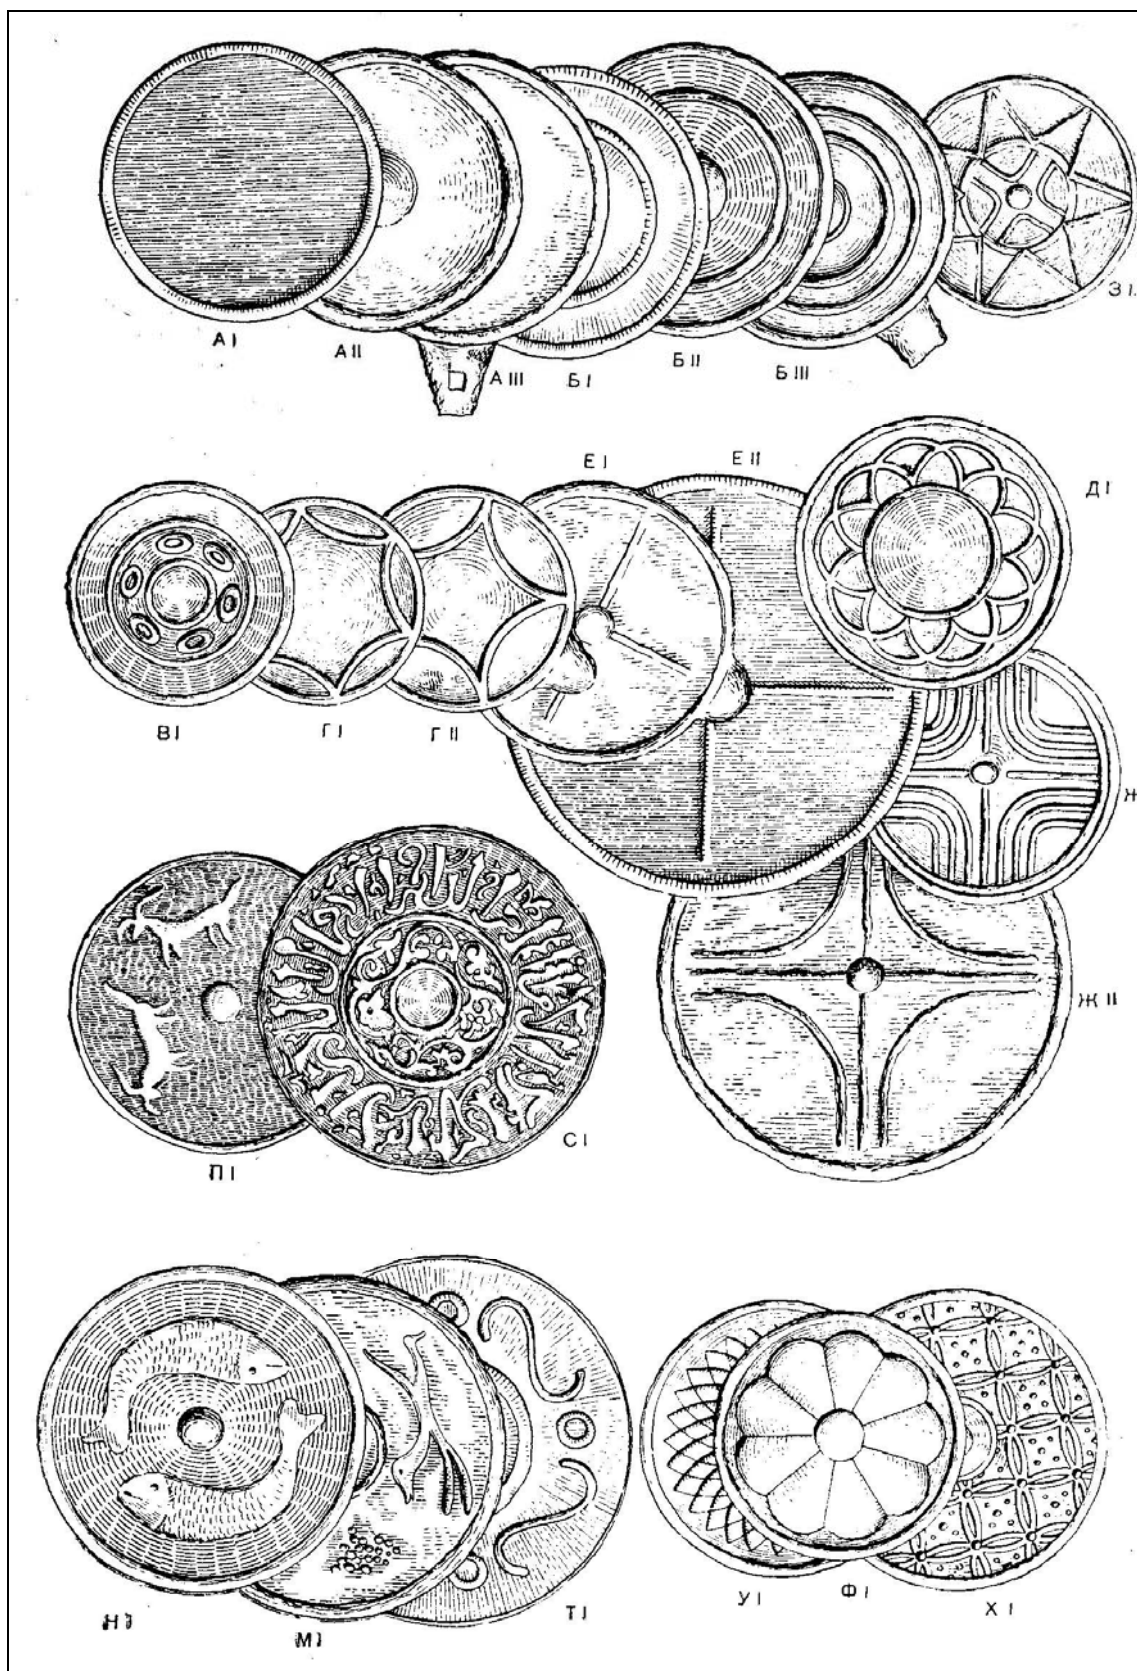 А I
А II
А III
Б I
Б II
Б III
З I
Е I
Е II
Д I
В I
Г I
Г II
Ж
Ж II
П I
С I
Н I
М I
Т I
У I
Ф I
Х I